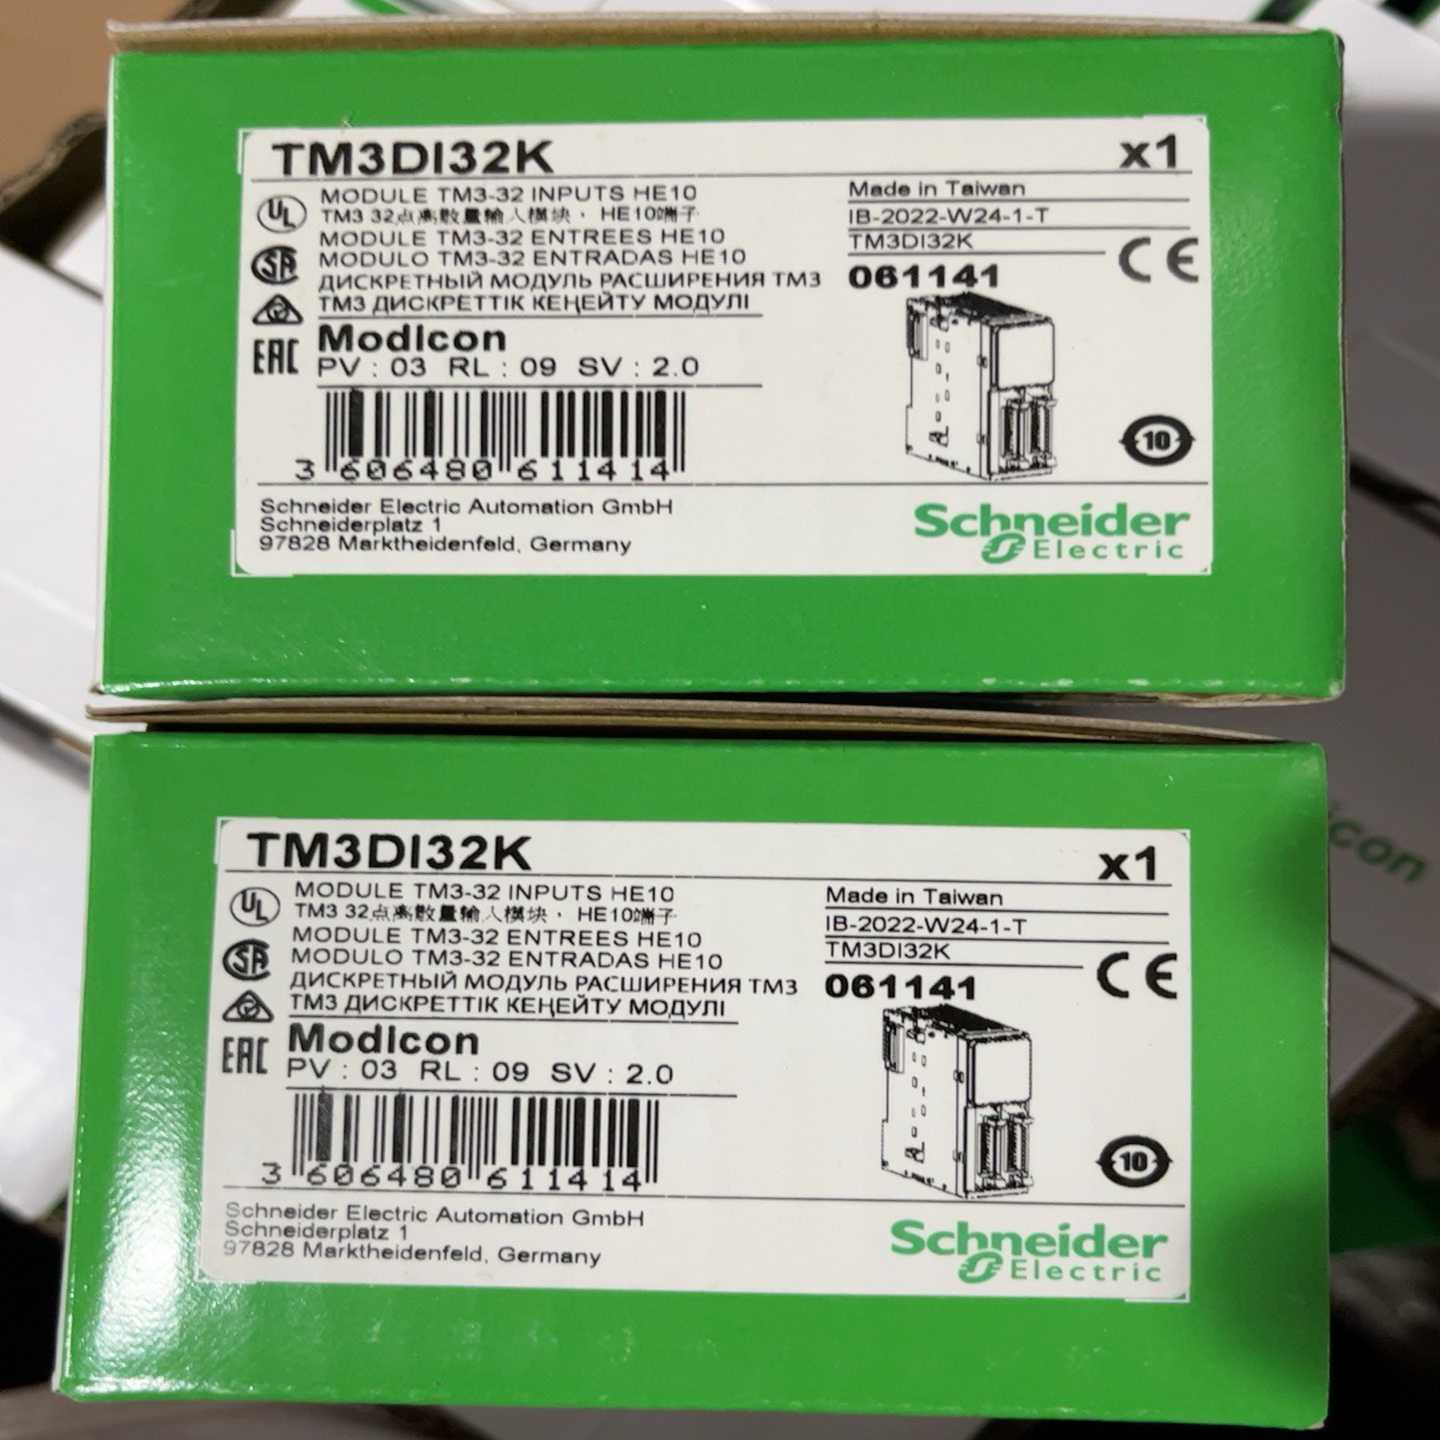 TM3DI32K
x1
MODULE TM3-32 INPUTS HE10
TM3 32点离散量输入模块, HE10端子
MODULE TM3-32 ENTREES HE10
MODULO TM3-32 ENTRADAS HE10
ДИСКРЕТНЫЙ МОДУЛЬ РАСШИРЕНИЯ ТМ3
ТМ3 ДИСКРЕТТІК КЕҢЕЙТУ МОДУЛІ
UL
SA
EAC
Modicon
PV : 03 RL : 09 SV : 2.0
3 606480 611414
Made in Taiwan
IB-2022-W24-1-T
TM3DI32K
061141
CE
10
Schneider Electric Automation GmbH
Schneiderplatz 1
97828 Marktheidenfeld, Germany
Schneider
Electric
TM3DI32K
x1
MODULE TM3-32 INPUTS HE10
TM3 32点离散量输入模块, HE10端子
MODULE TM3-32 ENTREES HE10
MODULO TM3-32 ENTRADAS HE10
ДИСКРЕТНЫЙ МОДУЛЬ РАСШИРЕНИЯ ТМ3
ТМ3 ДИСКРЕТТІК КЕҢЕЙТУ МОДУЛІ
UL
SA
EAC
Modicon
PV : 03 RL : 09 SV : 2.0
3 606480 611414
Made in Taiwan
IB-2022-W24-1-T
TM3DI32K
061141
CE
10
Schneider Electric Automation GmbH
Schneiderplatz 1
97828 Marktheidenfeld, Germany
Schneider
Electric